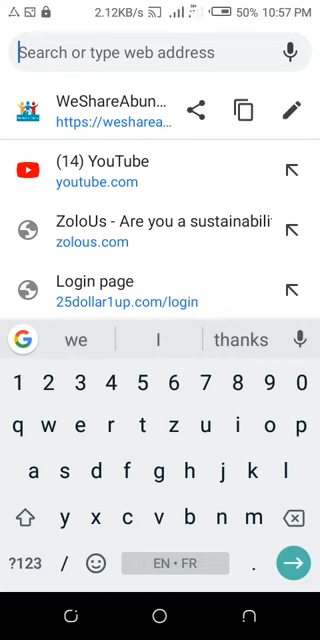 2.12KB/s 50% 10:57 PM
Search or type web address
WeShareAbun...
https://wesharea...
(14) YouTube
youtube.com
ZoloUs - Are you a sustainabili
zolous.com
Login page
25dollar1up.com/login
we I thanks
1 2 3 4 5 6 7 8 9 0
q w e r t z u i o p
a s d f g h j k l
y x c v b n m
?123 / EN • FR .